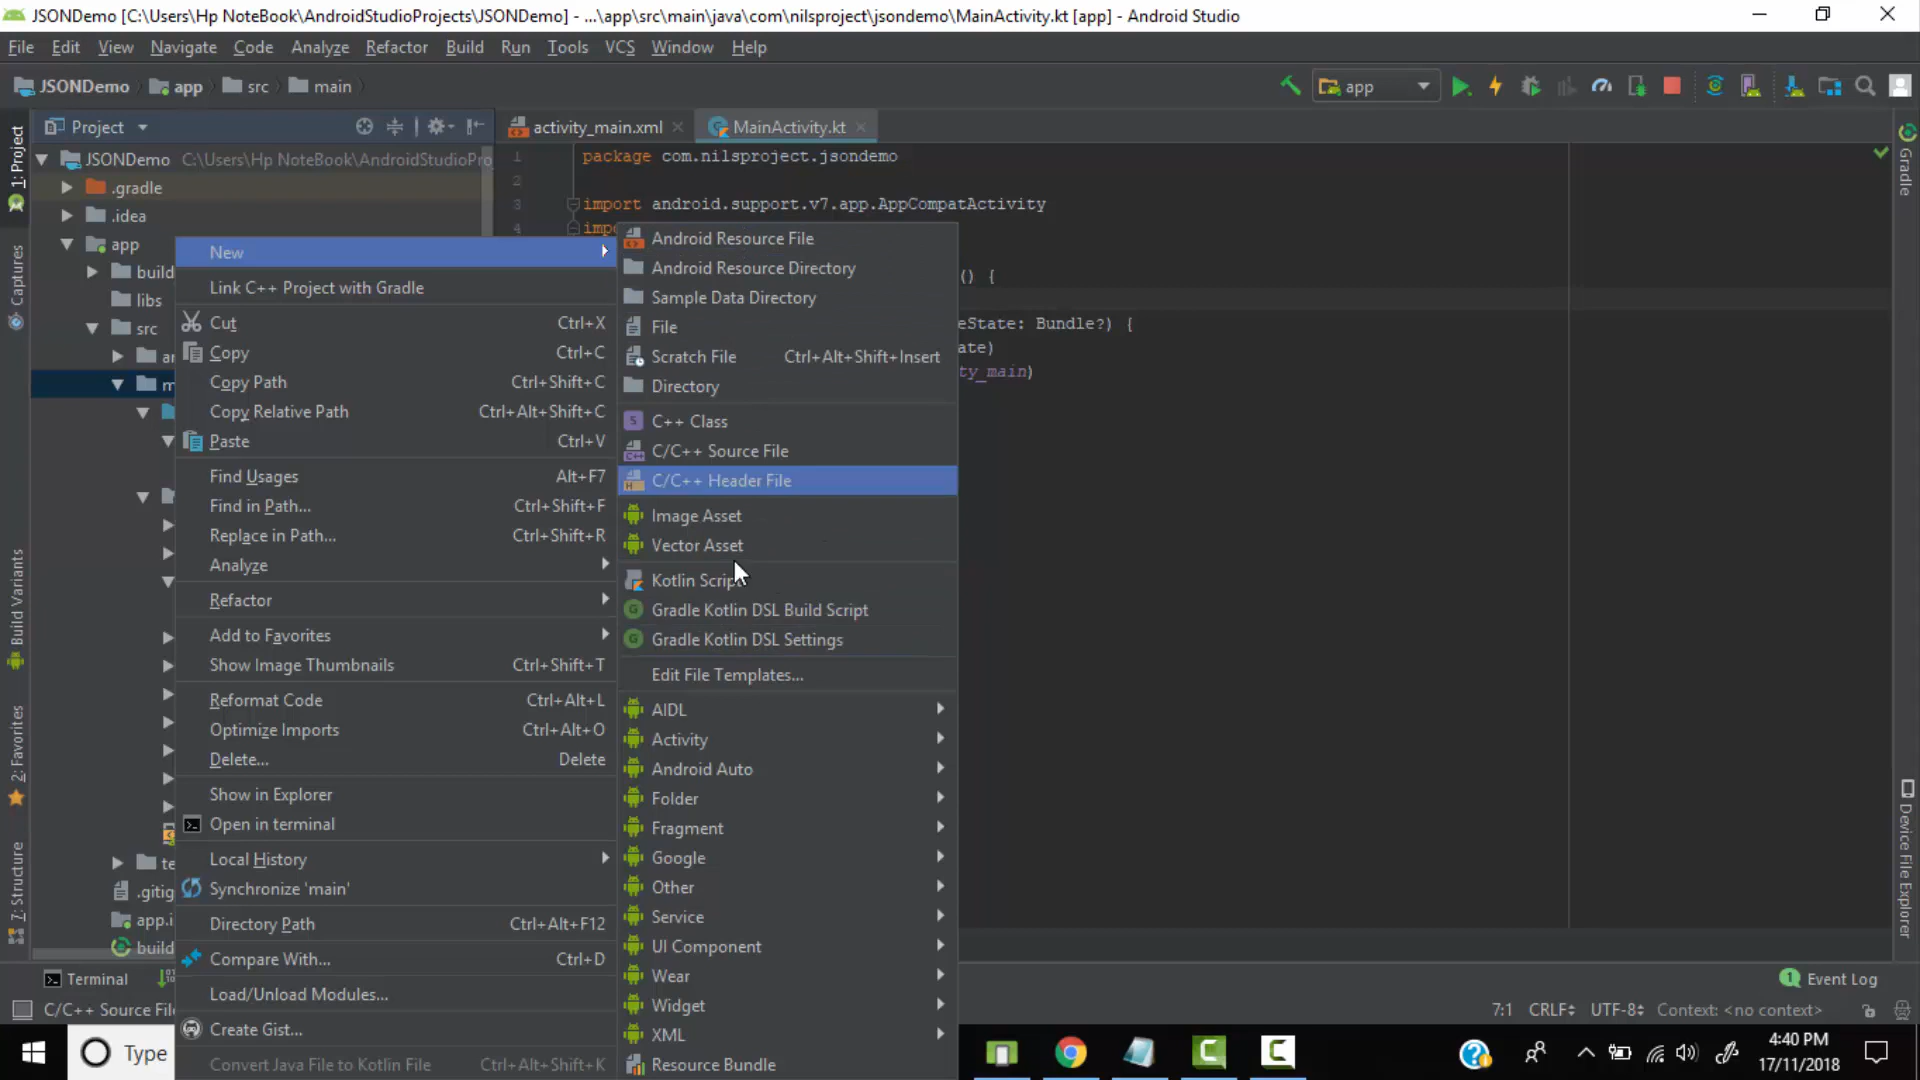 JSONDemo [C:\Users\Hp NoteBook\AndroidStudioProjects\JSONDemo] - ...\app\src\main\java\com\nilsproject\jsondemo\MainActivity.kt [app] - Android Studio
File Edit View Navigate Code Analyze Refactor Build Run Tools VCS Window Help
JSONDemo app src main app
1: Project
Captures
Build Variants
2: Favorites
7: Structure
Project
JSONDemo C:\Users\Hp NoteBook\AndroidStudioPro
.gradle
.idea
app
build
libs
src
.gitig
app.i
build
activity_main.xml MainActivity.kt
1 package com.nilsproject.jsondemo
2
3 import android.support.v7.app.AppCompatActivity
4 impo
() {
eState: Bundle?) {
ate)
ty_main)
New
Link C++ Project with Gradle
Cut Ctrl+X
Copy Ctrl+C
Copy Path Ctrl+Shift+C
Copy Relative Path Ctrl+Alt+Shift+C
Paste Ctrl+V
Find Usages Alt+F7
Find in Path... Ctrl+Shift+F
Replace in Path... Ctrl+Shift+R
Analyze
Refactor
Add to Favorites
Show Image Thumbnails Ctrl+Shift+T
Reformat Code Ctrl+Alt+L
Optimize Imports Ctrl+Alt+O
Delete... Delete
Show in Explorer
Open in terminal
Local History
Synchronize 'main'
Directory Path Ctrl+Alt+F12
Compare With... Ctrl+D
Load/Unload Modules...
Create Gist...
Convert Java File to Kotlin File Ctrl+Alt+Shift+K
Android Resource File
Android Resource Directory
Sample Data Directory
File
Scratch File Ctrl+Alt+Shift+Insert
Directory
C++ Class
C/C++ Source File
C/C++ Header File
Image Asset
Vector Asset
Kotlin Script
Gradle Kotlin DSL Build Script
Gradle Kotlin DSL Settings
Edit File Templates...
AIDL
Activity
Android Auto
Folder
Fragment
Google
Other
Service
UI Component
Wear
Widget
XML
Resource Bundle
Gradle
Device File Explorer
Terminal
1 Event Log
C/C++ Source File
7:1 CRLF UTF-8 Context: <no context>
Type
4:40 PM
17/11/2018